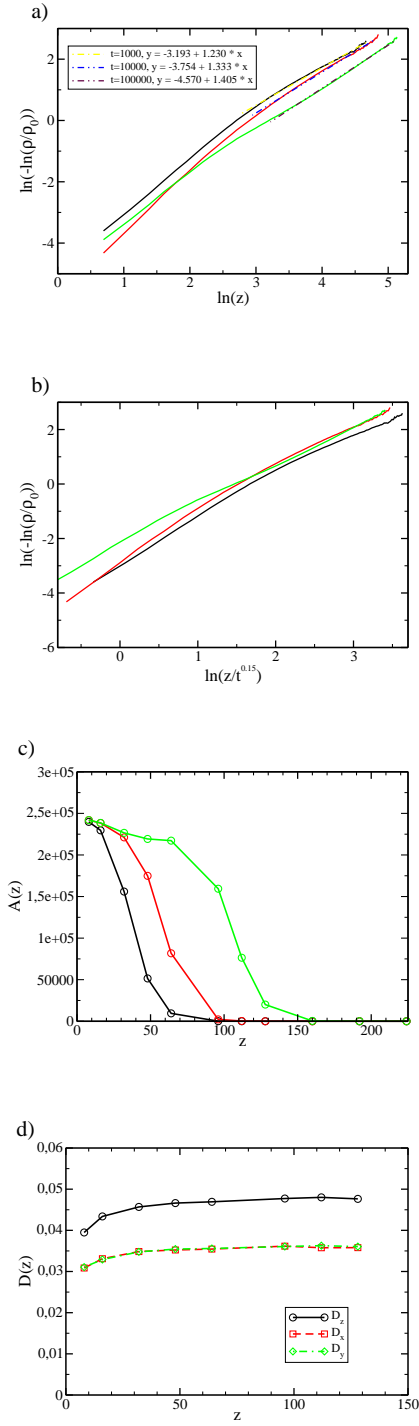 a)
2
0
-2
-4
ln(-ln(ρ/ρ0))
t=1000, y = -3.193 + 1.230 * x
t=10000, y = -3.754 + 1.333 * x
t=100000, y = -4.570 + 1.405 * x
0 1 2 3 4 5
ln(z)
b)
2
0
-2
-4
-6
ln(-ln(ρ/ρ0))
0 1 2 3
ln(z/t^0.15)
c)
3e+05
2,5e+05
2e+05
1,5e+05
1e+05
50000
0
A(z)
0 50 100 150 200
z
d)
0,06
0,05
0,04
0,03
0,02
0,01
0
D(z)
D_z
D_x
D_y
0 50 100 150
z